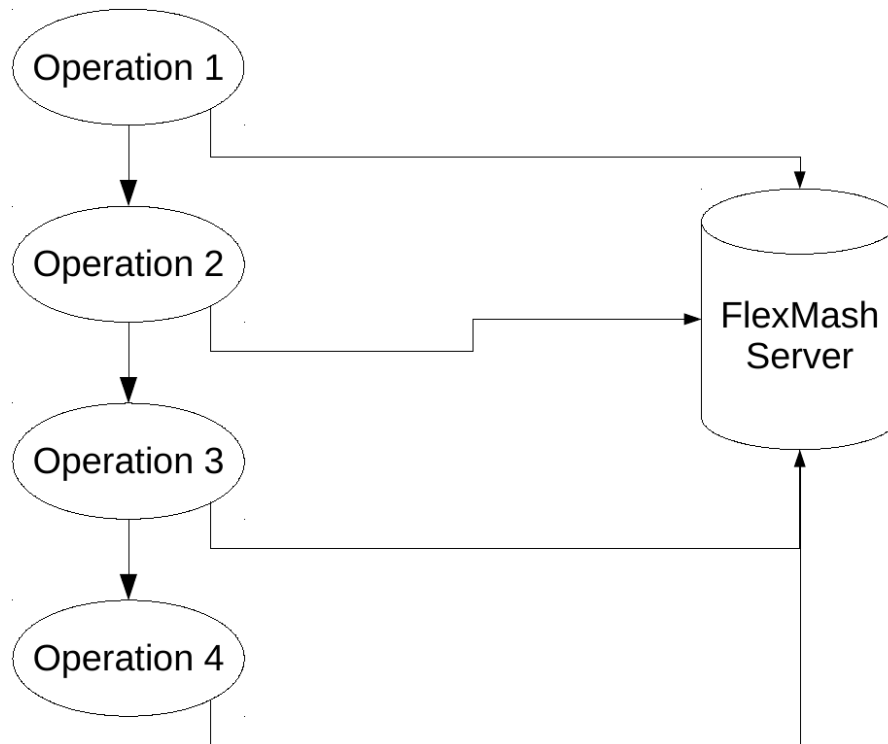 Operation 1
Operation 2
FlexMash
Server
Operation 3
Operation 4